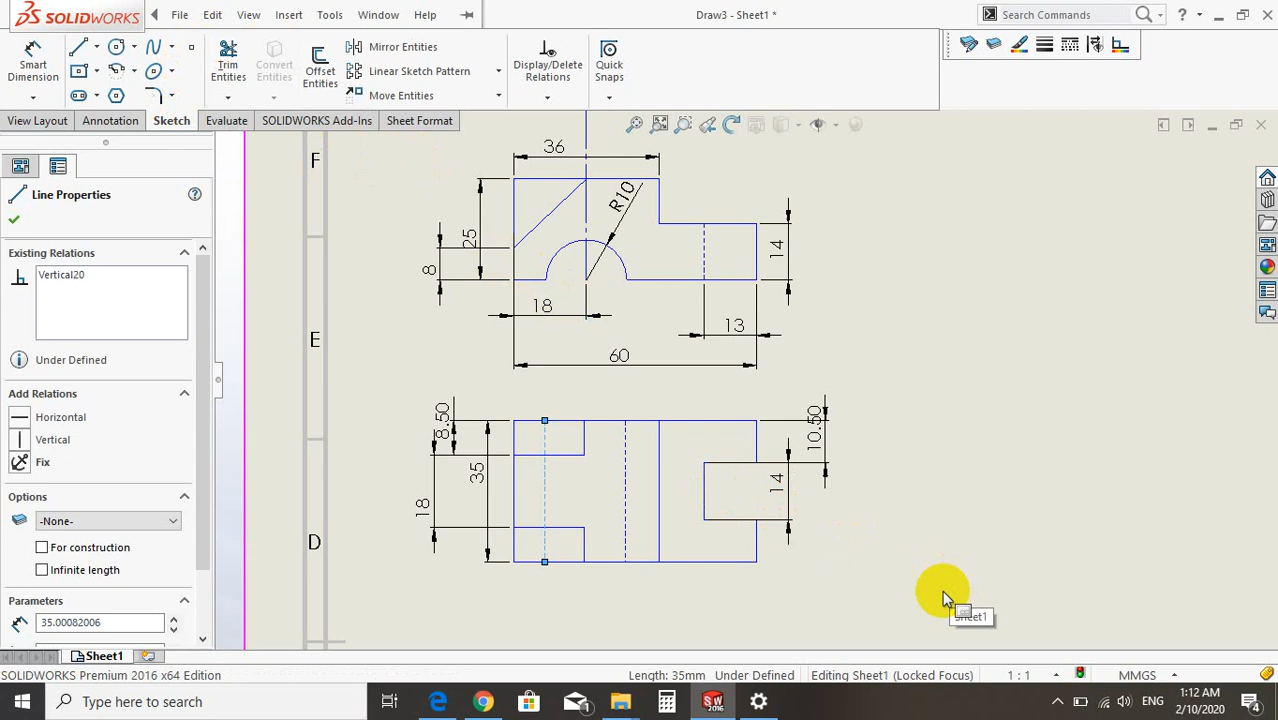 SOLIDWORKS
File Edit View Insert Tools Window Help
Draw3 - Sheet1 *
Search Commands
?
Smart Dimension
Trim Entities
Convert Entities
Offset Entities
Mirror Entities
Linear Sketch Pattern
Move Entities
Display/Delete Relations
Quick Snaps
View Layout Annotation Sketch Evaluate SOLIDWORKS Add-Ins Sheet Format
Line Properties
Existing Relations
Vertical20
Under Defined
Add Relations
Horizontal
Vertical
Fix
Options
-None-
For construction
Infinite length
Parameters
35.00082006
F
E
D
36
R10
25
8
14
18
13
60
8.50
10.50
35
18
14
Sheet1
Sheet1
SOLIDWORKS Premium 2016 x64 Edition
Length: 35mm Under Defined Editing Sheet1 (Locked Focus) 1 : 1 MMGS
Type here to search
1
SW
2016
ENG
1:12 AM
2/10/2020
4